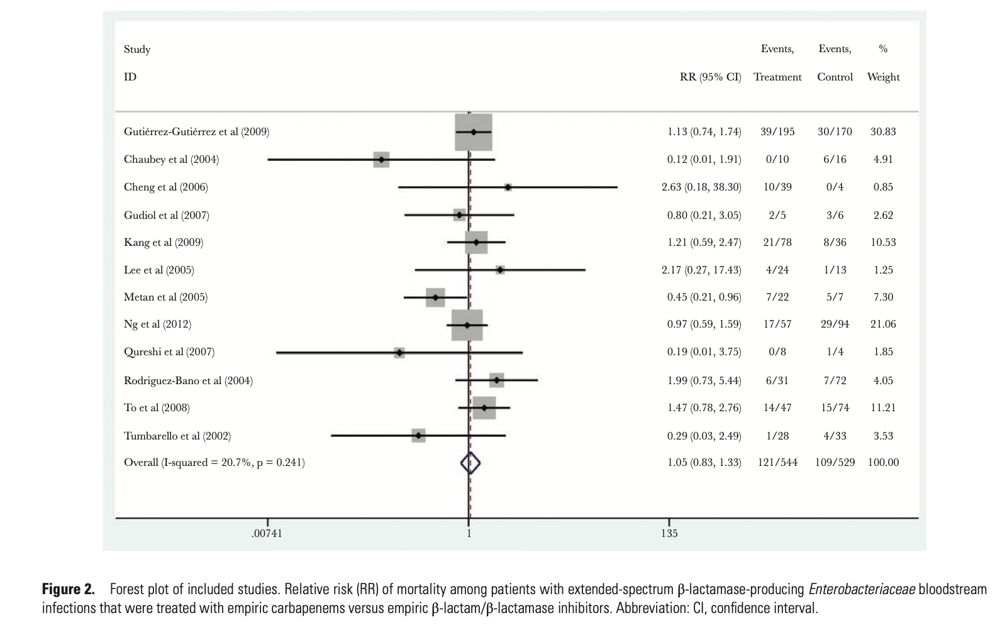 Study Events, Events, %
ID RR (95% CI) Treatment Control Weight
Gutiérrez-Gutiérrez et al (2009) 1.13 (0.74, 1.74) 39/195 30/170 30.83
Chaubey et al (2004) 0.12 (0.01, 1.91) 0/10 6/16 4.91
Cheng et al (2006) 2.63 (0.18, 38.30) 10/39 0/4 0.85
Gudiol et al (2007) 0.80 (0.21, 3.05) 2/5 3/6 2.62
Kang et al (2009) 1.21 (0.59, 2.47) 21/78 8/36 10.53
Lee et al (2005) 2.17 (0.27, 17.43) 4/24 1/13 1.25
Metan et al (2005) 0.45 (0.21, 0.96) 7/22 5/7 7.30
Ng et al (2012) 0.97 (0.59, 1.59) 17/57 29/94 21.06
Qureshi et al (2007) 0.19 (0.01, 3.75) 0/8 1/4 1.85
Rodriguez-Bano et al (2004) 1.99 (0.73, 5.44) 6/31 7/72 4.05
To et al (2008) 1.47 (0.78, 2.76) 14/47 15/74 11.21
Tumbarello et al (2002) 0.29 (0.03, 2.49) 1/28 4/33 3.53
Overall (I-squared = 20.7%, p = 0.241) 1.05 (0.83, 1.33) 121/544 109/529 100.00
.00741 1 135
Figure 2. Forest plot of included studies. Relative risk (RR) of mortality among patients with extended-spectrum β-lactamase-producing Enterobacteriaceae bloodstream
infections that were treated with empiric carbapenems versus empiric β-lactam/β-lactamase inhibitors. Abbreviation: CI, confidence interval.